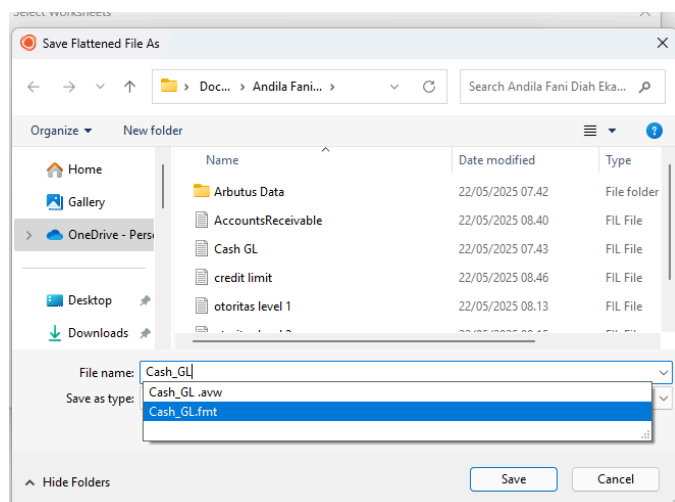 Select Worksheets
Save Flattened File As
Doc... > Andila Fani... >
Search Andila Fani Diah Eka...
Organize
New folder
Name
Date modified
Type
Home
Gallery
OneDrive - Perso
Desktop
Downloads
Arbutus Data 22/05/2025 07.42 File folder
AccountsReceivable 22/05/2025 08.40 FIL File
Cash GL 22/05/2025 07.43 FIL File
credit limit 22/05/2025 08.46 FIL File
otoritas level 1 22/05/2025 08.13 FIL File
File name: Cash_GL
Save as type:
Cash_GL .avw
Cash_GL.fmt
Hide Folders
Save
Cancel